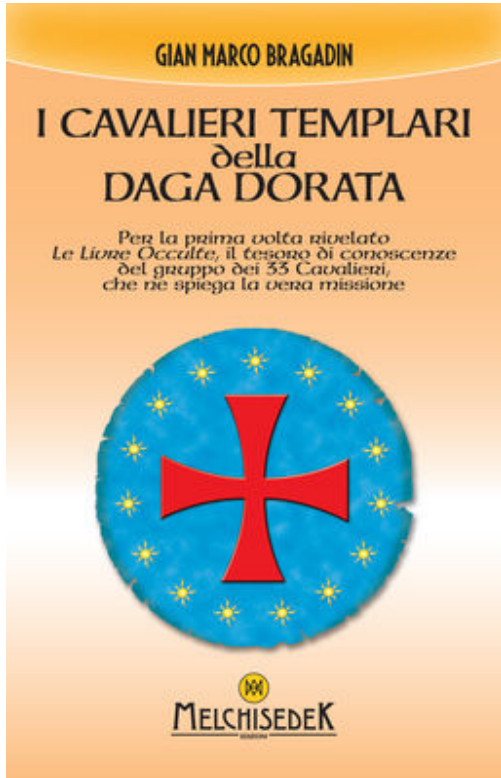 GIAN MARCO BRAGADIN
I CAVALIERI TEMPLARI
della
DAGA DORATA
Per la prima volta rivelato
Le Livre Occulte, il tesoro di conoscenze
del gruppo dei 33 Cavalieri,
che ne spiega la vera missione
MELCHISEDEK
EDIZIONI